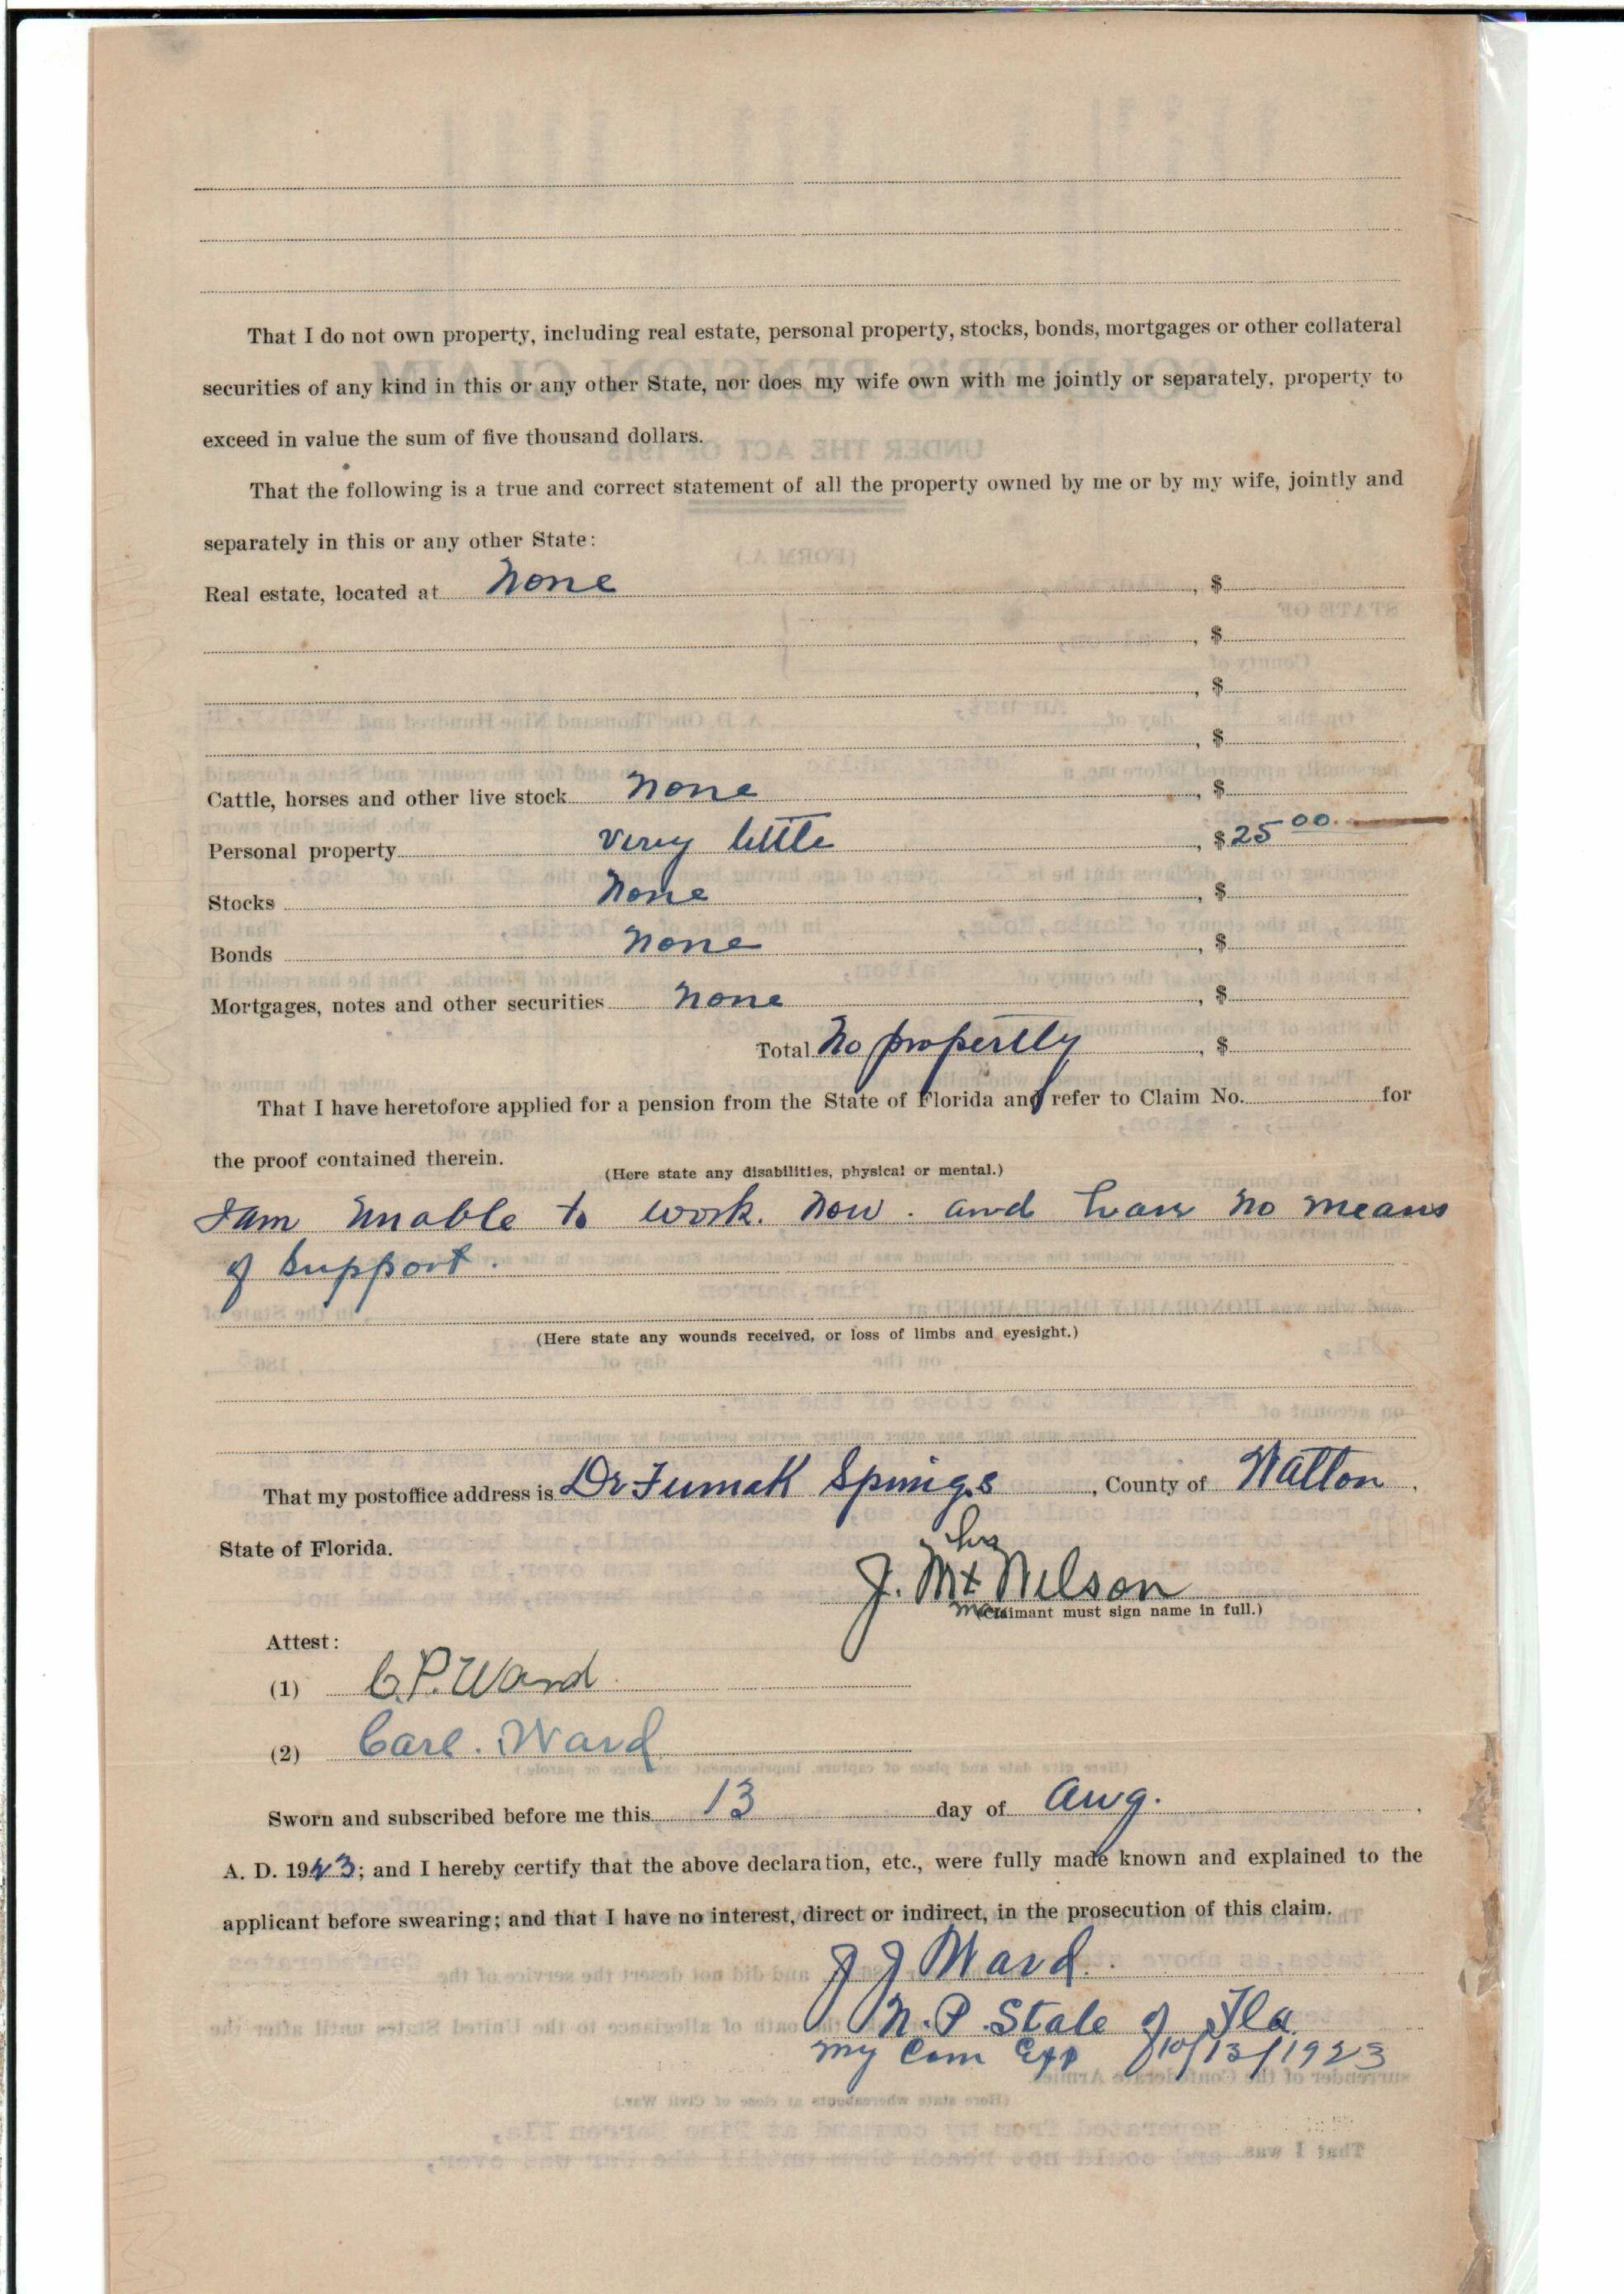 That I do not own property, including real estate, personal property, stocks, bonds, mortgages or other collateral
securities of any kind in this or any other State, nor does my wife own with me jointly or separately, property to
exceed in value the sum of five thousand dollars.
That the following is a true and correct statement of all the property owned by me or by my wife, jointly and
separately in this or any other State:
Real estate, located at None , $
, $
, $
, $
Cattle, horses and other live stock None , $
Personal property very little , $ 25 00
Stocks None , $
Bonds None , $
Mortgages, notes and other securities None , $
Total No propertly , $
That I have heretofore applied for a pension from the State of Florida and refer to Claim No. for
the proof contained therein.
(Here state any disabilities, physical or mental.)
I am unable to work. now . and have no means
of support .
(Here state any wounds received, or loss of limbs and eyesight.)
That my postoffice address is DeFuniak Springs , County of Walton .
State of Florida.
his
J. M x Nelson
mark
(Claimant must sign name in full.)
Attest:
(1) C.P. Ward
(2) Carl. Ward
Sworn and subscribed before me this 13 day of Aug. ,
A. D. 1923; and I hereby certify that the above declaration, etc., were fully made known and explained to the
applicant before swearing; and that I have no interest, direct or indirect, in the prosecution of this claim.
J J Ward
N.P. State of Fla
my Com Exp 10/13/1923